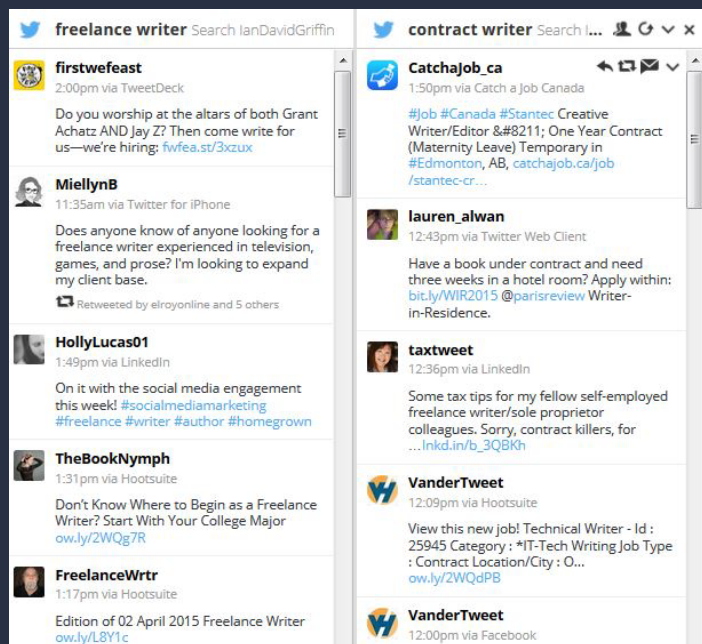 freelance writer Search IanDavidGriffin
firstwefeast
2:00pm via TweetDeck
Do you worship at the altars of both Grant
Achatz AND Jay Z? Then come write for
us—we're hiring: fwfea.st/3xzux
MiellynB
11:35am via Twitter for iPhone
Does anyone know of anyone looking for a
freelance writer experienced in television,
games, and prose? I'm looking to expand
my client base.
Retweeted by elroyonline and 5 others
HollyLucas01
1:49pm via LinkedIn
On it with the social media engagement
this week! #socialmediamarketing
#freelance #writer #author #homegrown
TheBookNymph
1:31pm via Hootsuite
Don't Know Where to Begin as a Freelance
Writer? Start With Your College Major
ow.ly/2WQg7R
FreelanceWrtr
1:17pm via Hootsuite
Edition of 02 April 2015 Freelance Writer
ow.ly/L8Y1c
contract writer Search I...
CatchaJob_ca
1:50pm via Catch a Job Canada
#Job #Canada #Stantec Creative
Writer/Editor &#8211; One Year Contract
(Maternity Leave) Temporary in
#Edmonton, AB, catchajob.ca/job
/stantec-cr…
lauren_alwan
12:43pm via Twitter Web Client
Have a book under contract and need
three weeks in a hotel room? Apply within:
bit.ly/WIR2015 @parisreview Writer-
in-Residence.
taxtweet
12:36pm via LinkedIn
Some tax tips for my fellow self-employed
freelance writer/sole proprietor
colleagues. Sorry, contract killers, for
…lnkd.in/b_3QBKh
VanderTweet
12:09pm via Hootsuite
View this new job! Technical Writer - Id :
25945 Category : *IT-Tech Writing Job Type
: Contract Location/City : O...
ow.ly/2WQdPB
VanderTweet
12:00pm via Facebook